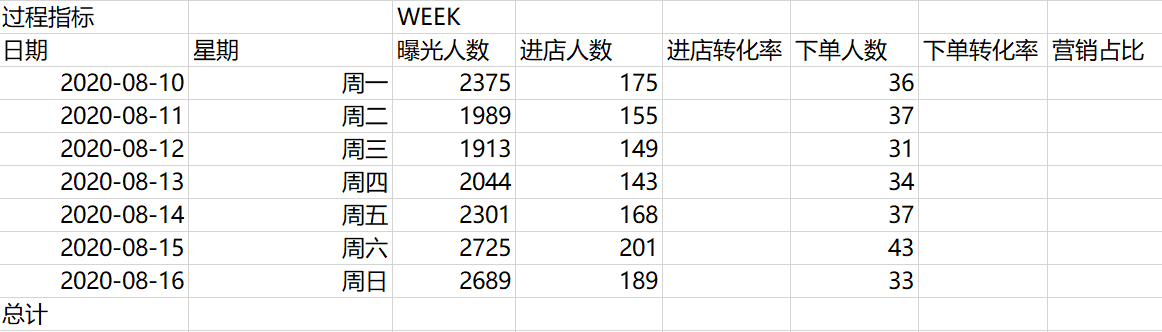 过程指标 WEEK
日期 星期 曝光人数 进店人数 进店转化率 下单人数 下单转化率 营销占比
2020-08-10 周一 2375 175 36
2020-08-11 周二 1989 155 37
2020-08-12 周三 1913 149 31
2020-08-13 周四 2044 143 34
2020-08-14 周五 2301 168 37
2020-08-15 周六 2725 201 43
2020-08-16 周日 2689 189 33
总计